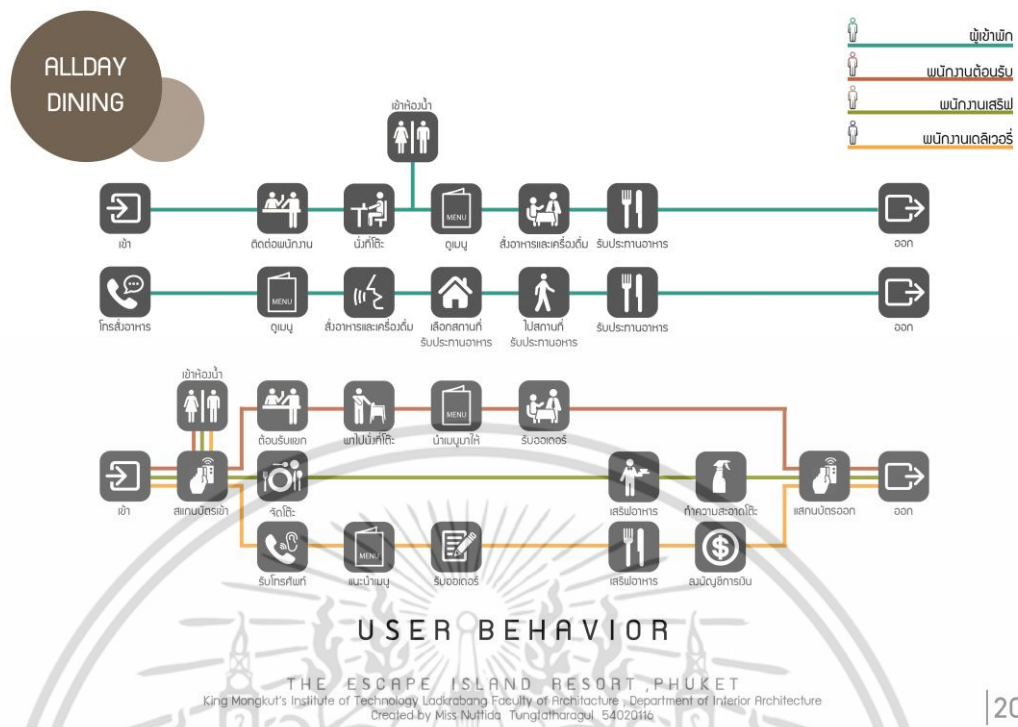 ALLDAY
DINING
ผู้เข้าพัก
พนักงานต้อนรับ
พนักงานเสริฟ
พนักงานเดลิเวอรี่
เข้าห้องน้ำ
MENU
เข้า
ติดต่อพนักงาน
นั่งที่โต๊ะ
ดูเมนู
สั่งอาหารและเครื่องดื่ม
รับประทานอาหาร
ออก
MENU
โทรสั่งอาหาร
ดูเมนู
สั่งอาหารและเครื่องดื่ม
เลือกสถานที่
รับประทานอาหาร
ไปสถานที่
รับประทานอหาร
รับประทานอาหาร
ออก
เข้าห้องน้ำ
MENU
ต้อนรับแขก
พาไปนั่งที่โต๊ะ
นำเมนูมาให้
รับออเดอร์
เข้า
สแกนบัตรเข้า
จัดโต๊ะ
เสริฟอาหาร
ทำความสะอาดโต๊ะ
แสกนบัตรออก
ออก
MENU
รับโทรศัพท์
แนะนำเมนู
รับออเดอร์
เสริฟอาหาร
ลงบัญชีการเงิน
USER BEHAVIOR
THE ESCAPE ISLAND RESORT ,PHUKET
King Mongkut's Institute of Technology Ladkrabang Faculty of Architacture , Department of Interior Architecture
Created by Miss Nuttida Tunglatharagul 54020116
20